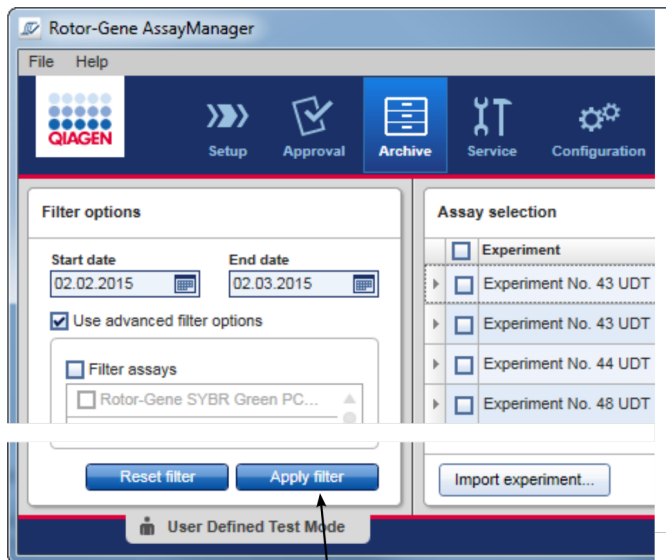 Rotor-Gene AssayManager
File Help
QIAGEN
Setup Approval Archive Service Configuration
Filter options
Start date End date
02.02.2015 02.03.2015
Use advanced filter options
Filter assays
Rotor-Gene SYBR Green PC...
Reset filter Apply filter
Assay selection
Experiment
Experiment No. 43 UDT
Experiment No. 43 UDT
Experiment No. 44 UDT
Experiment No. 48 UDT
Import experiment...
User Defined Test Mode